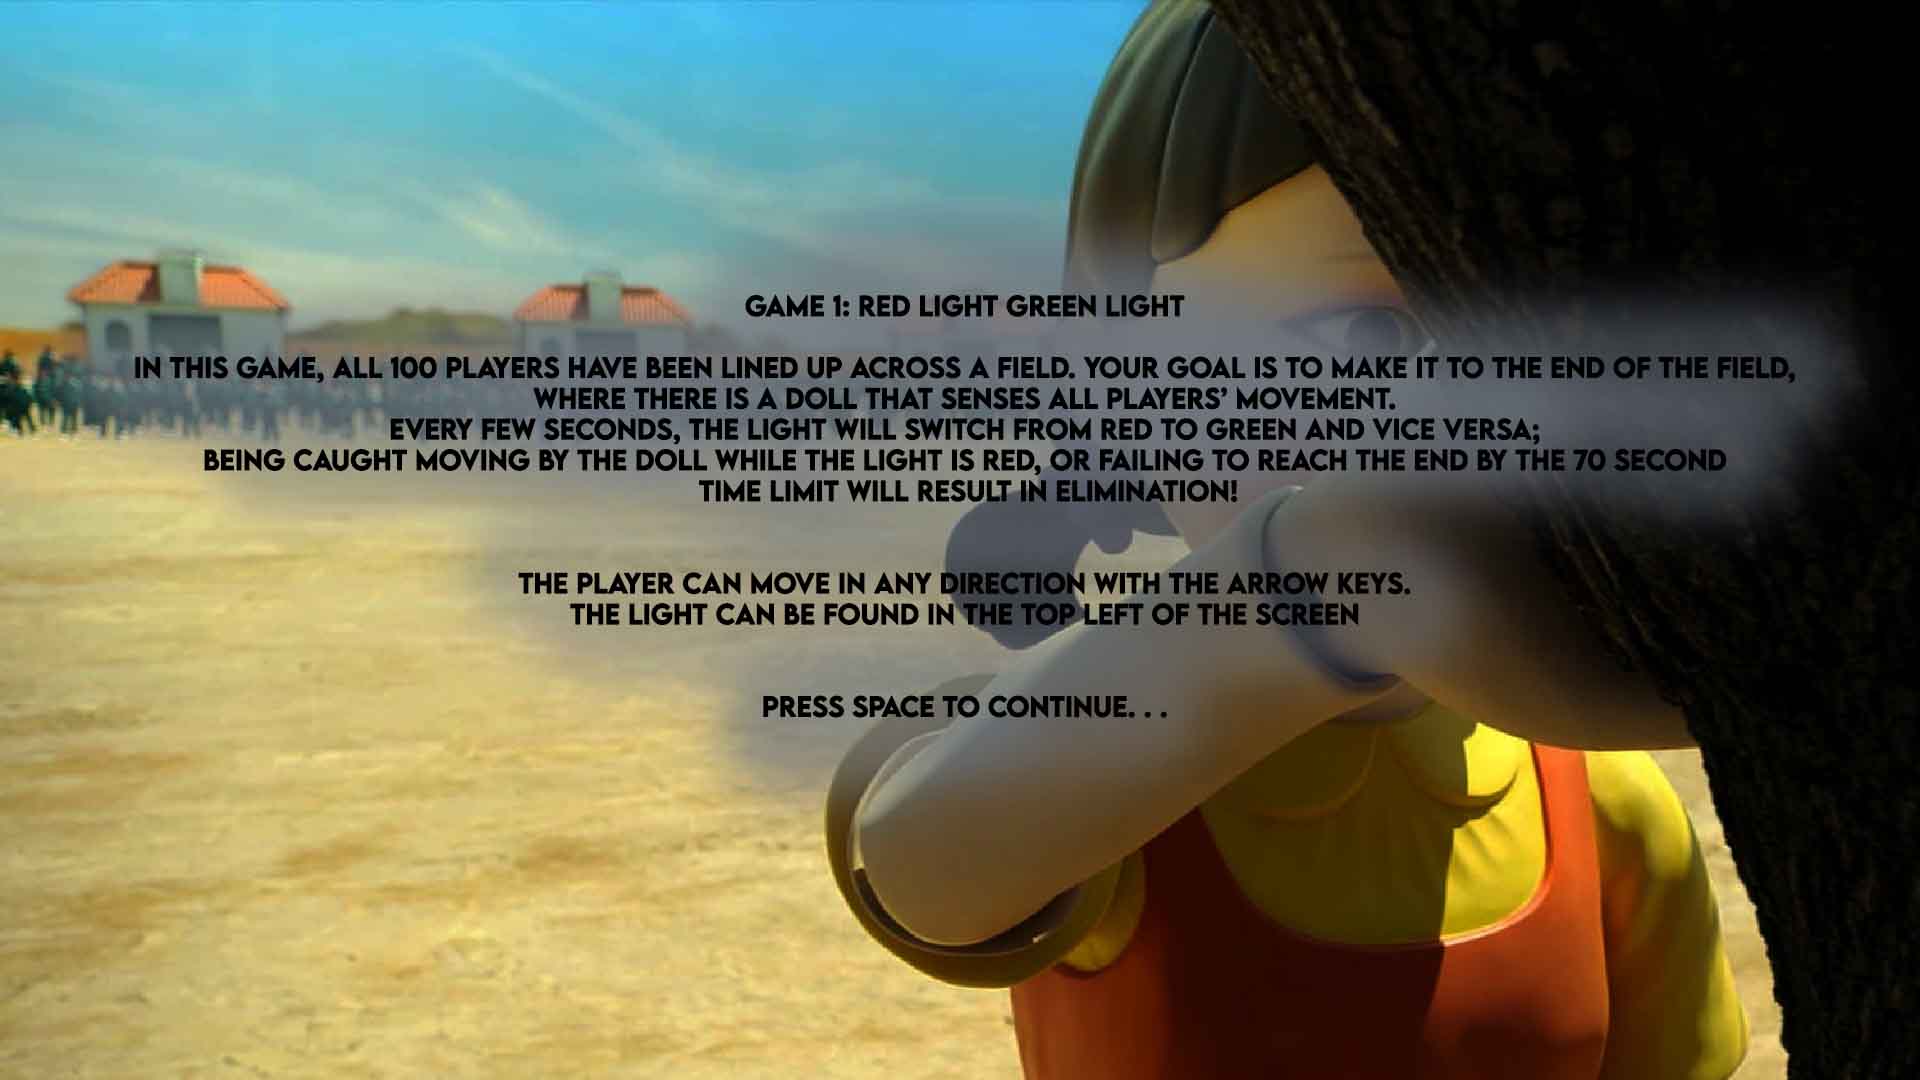 GAME 1: RED LIGHT GREEN LIGHT
IN THIS GAME, ALL 100 PLAYERS HAVE BEEN LINED UP ACROSS A FIELD. YOUR GOAL IS TO MAKE IT TO THE END OF THE FIELD,
WHERE THERE IS A DOLL THAT SENSES ALL PLAYERS’ MOVEMENT.
EVERY FEW SECONDS, THE LIGHT WILL SWITCH FROM RED TO GREEN AND VICE VERSA;
BEING CAUGHT MOVING BY THE DOLL WHILE THE LIGHT IS RED, OR FAILING TO REACH THE END BY THE 70 SECOND
TIME LIMIT WILL RESULT IN ELIMINATION!
THE PLAYER CAN MOVE IN ANY DIRECTION WITH THE ARROW KEYS.
THE LIGHT CAN BE FOUND IN THE TOP LEFT OF THE SCREEN
PRESS SPACE TO CONTINUE. . .